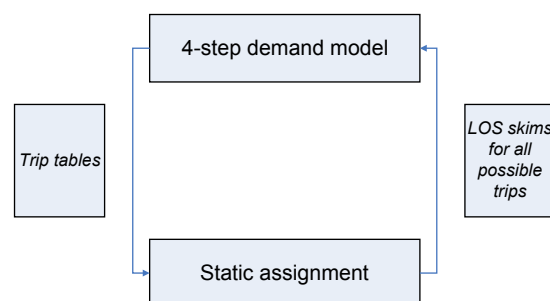 4-step demand model
Trip tables
LOS skims
for all
possible
trips
Static assignment